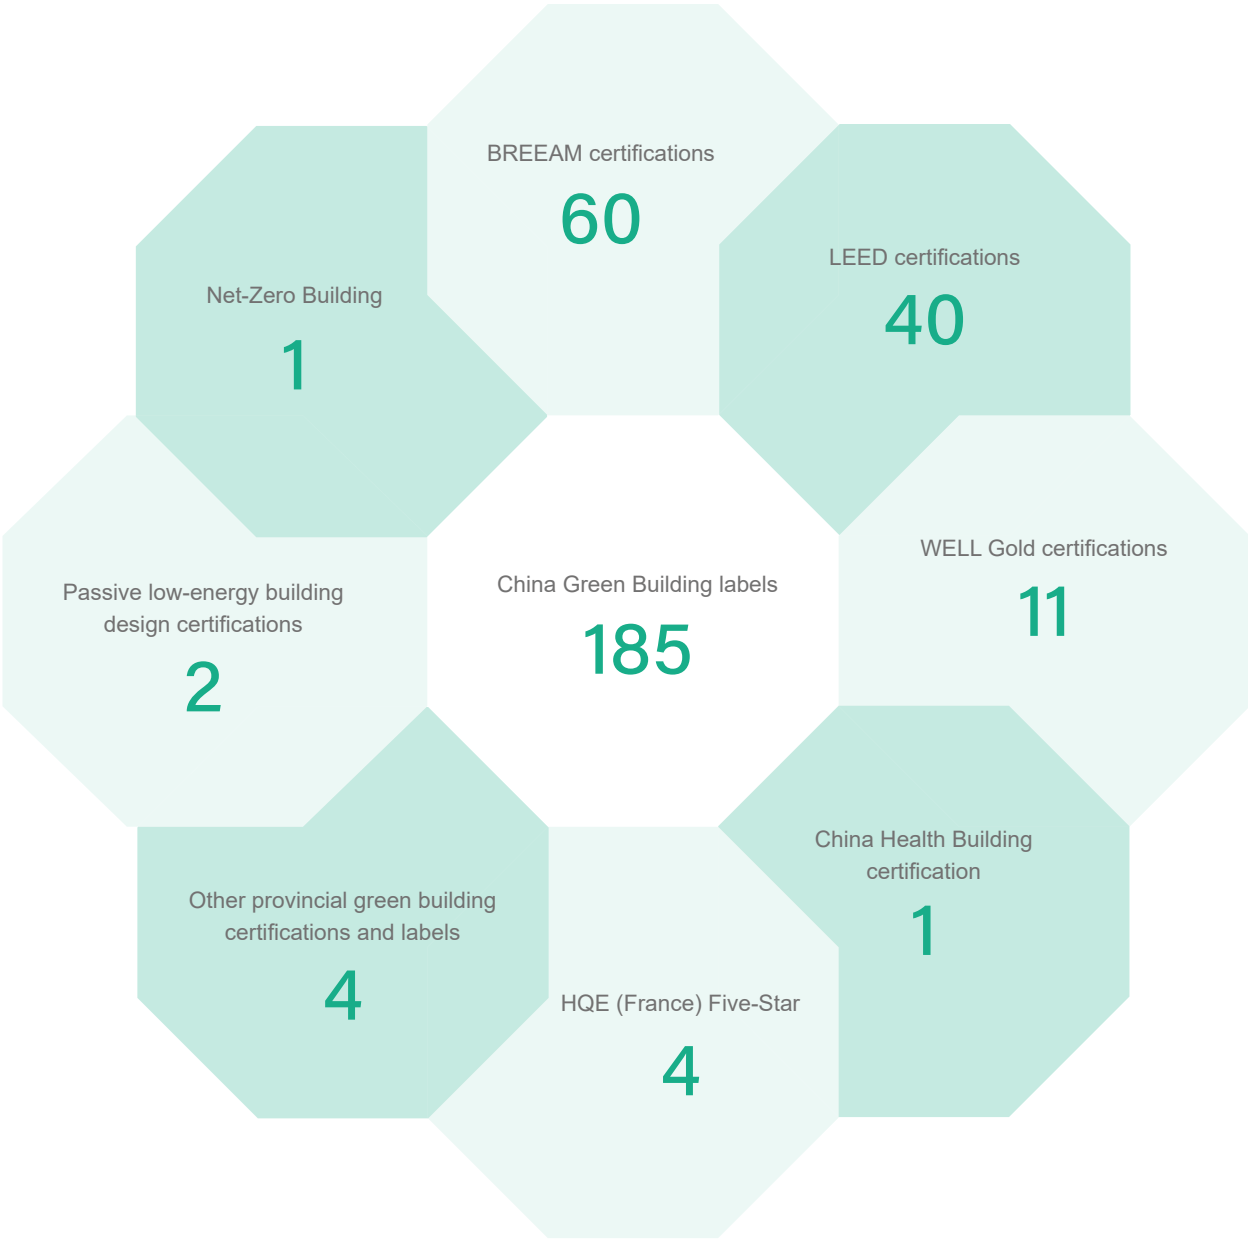 BREEAM certifications
60
LEED certifications
40
Net-Zero Building
1
WELL Gold certifications
11
China Green Building labels
185
Passive low-energy building
design certifications
2
China Health Building
certification
1
Other provincial green building
certifications and labels
4
HQE (France) Five-Star
4